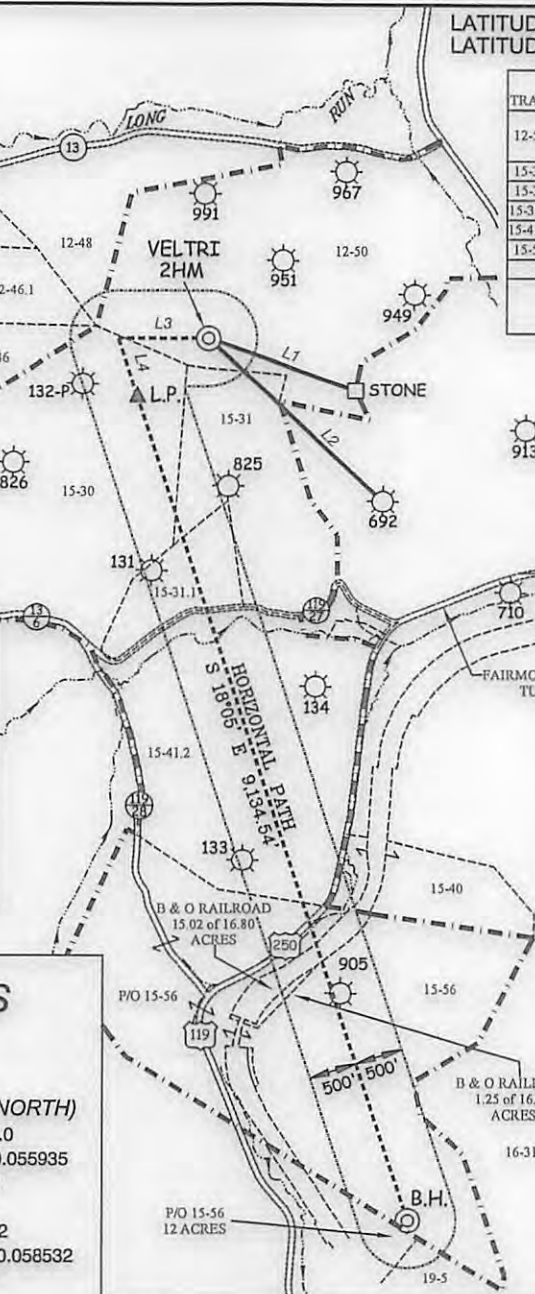 LATITUD
LATITUD
TRA
12-
15-
15-
15-3
15-4
15-5
LONG
RUN
13
967
991
12-48
VELTRI
2HM
12-50
951
2-46.1
949
L3
L1
L4
STONE
132-P
L.P.
15-31
L2
913
826
825
15-30
692
131
15-31.1
13
6
119
27
710
FAIRMO
TU
134
HORIZONTAL PATH
S 18°05' E 9,134.54'
15-41.2
119
28
133
15-40
B & O RAILROAD
15.02 of 16.80
ACRES
250
905
P/O 15-56
15-56
S
119
500' 500'
B & O RAILI
1.25 of 16.
ACRES
NORTH)
.0
0.055935
16-31
B.H.
P/O 15-56
12 ACRES
2
0.058532
19-5